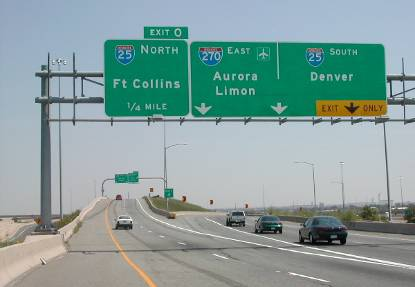 EXIT 0
25 NORTH
Ft Collins
1/4 MILE
270 EAST
Aurora
Limon
25 SOUTH
Denver
EXIT ONLY